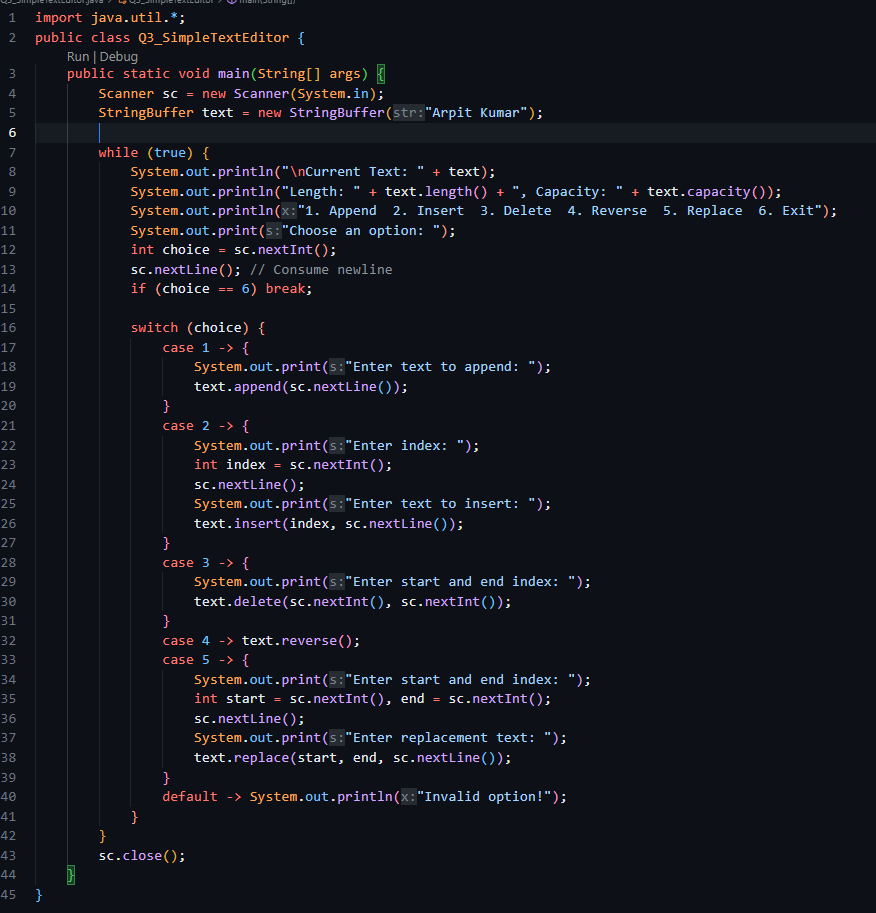 Q3_SimpleTextEditor.java > Q3_SimpleTextEditor > main(String[])
1 import java.util.*;
2 public class Q3_SimpleTextEditor {
Run | Debug
3 public static void main(String[] args) {
4 Scanner sc = new Scanner(System.in);
5 StringBuffer text = new StringBuffer(str:"Arpit Kumar");
6
7 while (true) {
8 System.out.println("\nCurrent Text: " + text);
9 System.out.println("Length: " + text.length() + ", Capacity: " + text.capacity());
10 System.out.println(x:"1. Append  2. Insert  3. Delete  4. Reverse  5. Replace  6. Exit");
11 System.out.print(s:"Choose an option: ");
12 int choice = sc.nextInt();
13 sc.nextLine(); // Consume newline
14 if (choice == 6) break;
15
16 switch (choice) {
17 case 1 -> {
18 System.out.print(s:"Enter text to append: ");
19 text.append(sc.nextLine());
20 }
21 case 2 -> {
22 System.out.print(s:"Enter index: ");
23 int index = sc.nextInt();
24 sc.nextLine();
25 System.out.print(s:"Enter text to insert: ");
26 text.insert(index, sc.nextLine());
27 }
28 case 3 -> {
29 System.out.print(s:"Enter start and end index: ");
30 text.delete(sc.nextInt(), sc.nextInt());
31 }
32 case 4 -> text.reverse();
33 case 5 -> {
34 System.out.print(s:"Enter start and end index: ");
35 int start = sc.nextInt(), end = sc.nextInt();
36 sc.nextLine();
37 System.out.print(s:"Enter replacement text: ");
38 text.replace(start, end, sc.nextLine());
39 }
40 default -> System.out.println(x:"Invalid option!");
41 }
42 }
43 sc.close();
44 }
45 }